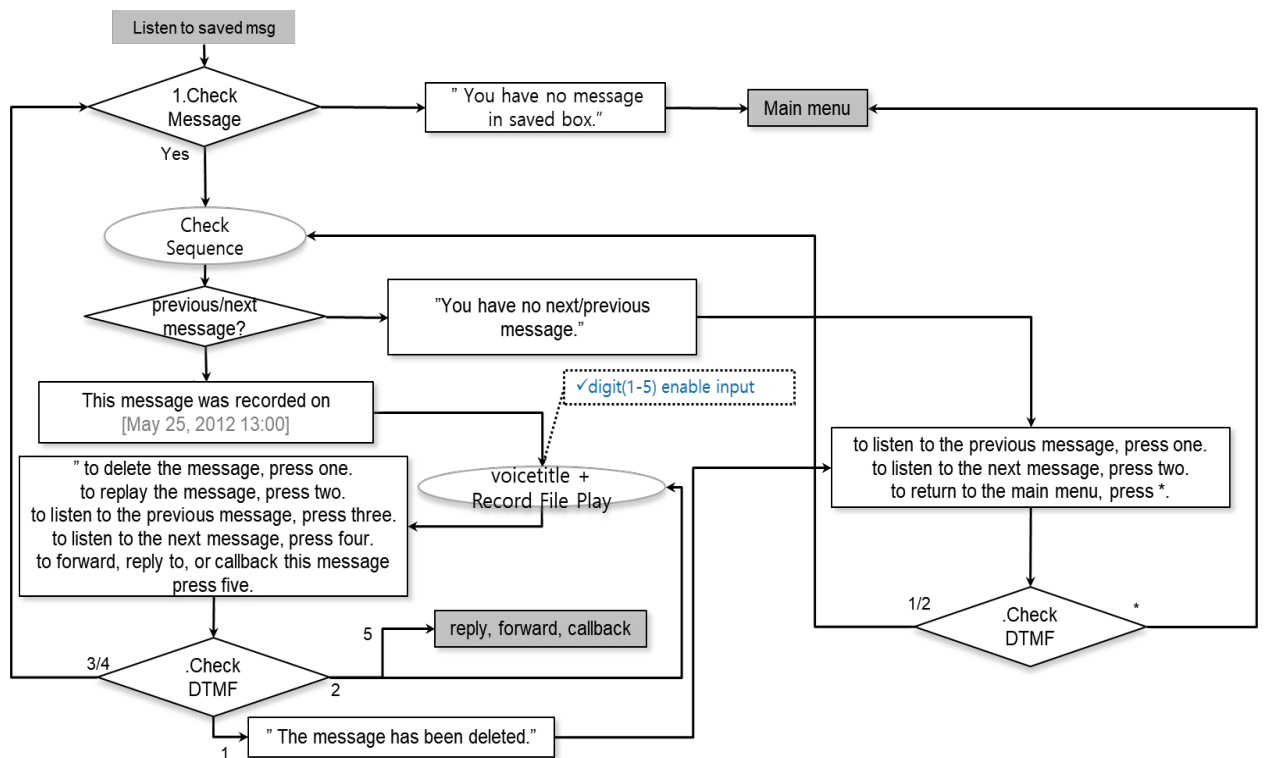 Listen to saved msg
1.Check
Message
” You have no message
in saved box.”
Main menu
Yes
Check
Sequence
previous/next
message?
”You have no next/previous
message.”
✓digit(1-5) enable input
This message was recorded on
[May 25, 2012 13:00]
voicetitle +
Record File Play
” to delete the message, press one.
to replay the message, press two.
to listen to the previous message, press three.
to listen to the next message, press four.
to forward, reply to, or callback this message
press five.
to listen to the previous message, press one.
to listen to the next message, press two.
to return to the main menu, press *.
1/2
.Check
DTMF
*
5
reply, forward, callback
3/4
.Check
DTMF
2
1
” The message has been deleted.”